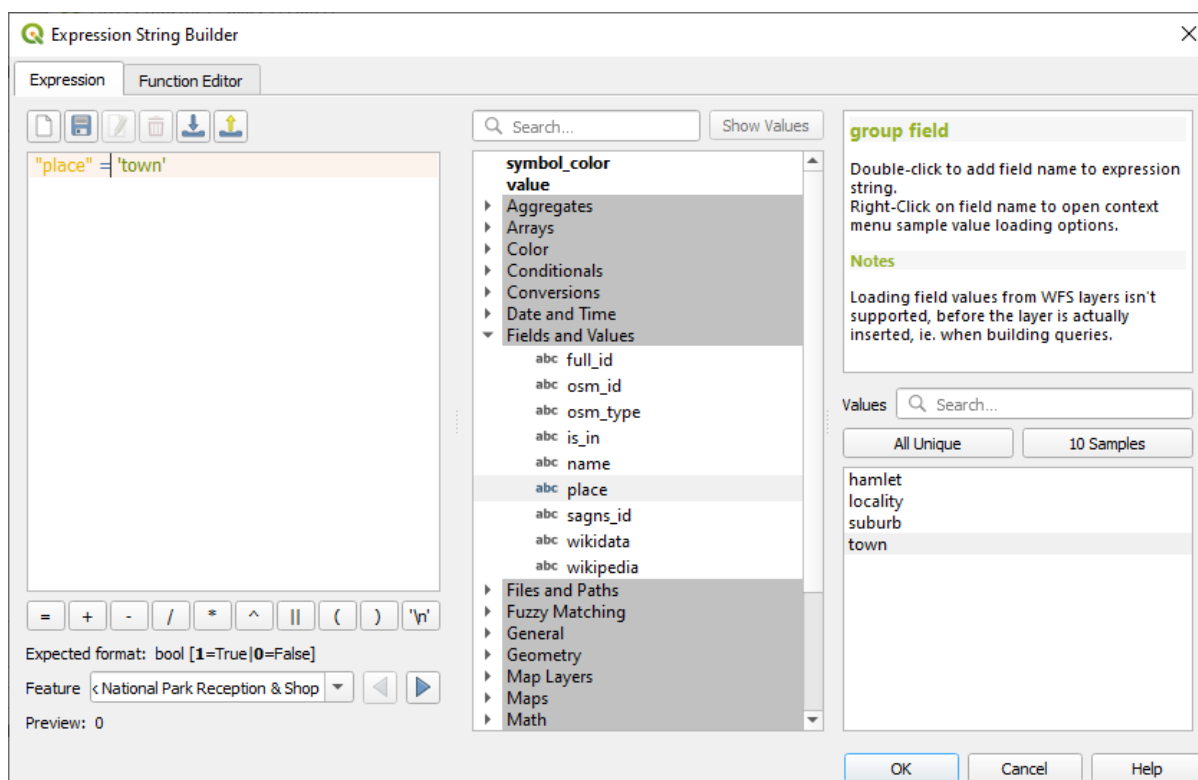 Expression String Builder
Expression
Function Editor
"place" = 'town'
= + - / * ^ || ( ) '\n'
Expected format: bool [1=True|0=False]
Feature
National Park Reception & Shop
Preview: 0
Search...
Show Values
symbol_color
value
Aggregates
Arrays
Color
Conditionals
Conversions
Date and Time
Fields and Values
abc full_id
abc osm_id
abc osm_type
abc is_in
abc name
abc place
abc sagns_id
abc wikidata
abc wikipedia
Files and Paths
Fuzzy Matching
General
Geometry
Map Layers
Maps
Math
group field
Double-click to add field name to expression
string.
Right-Click on field name to open context
menu sample value loading options.
Notes
Loading field values from WFS layers isn't
supported, before the layer is actually
inserted, ie. when building queries.
Values
Search...
All Unique
10 Samples
hamlet
locality
suburb
town
OK
Cancel
Help